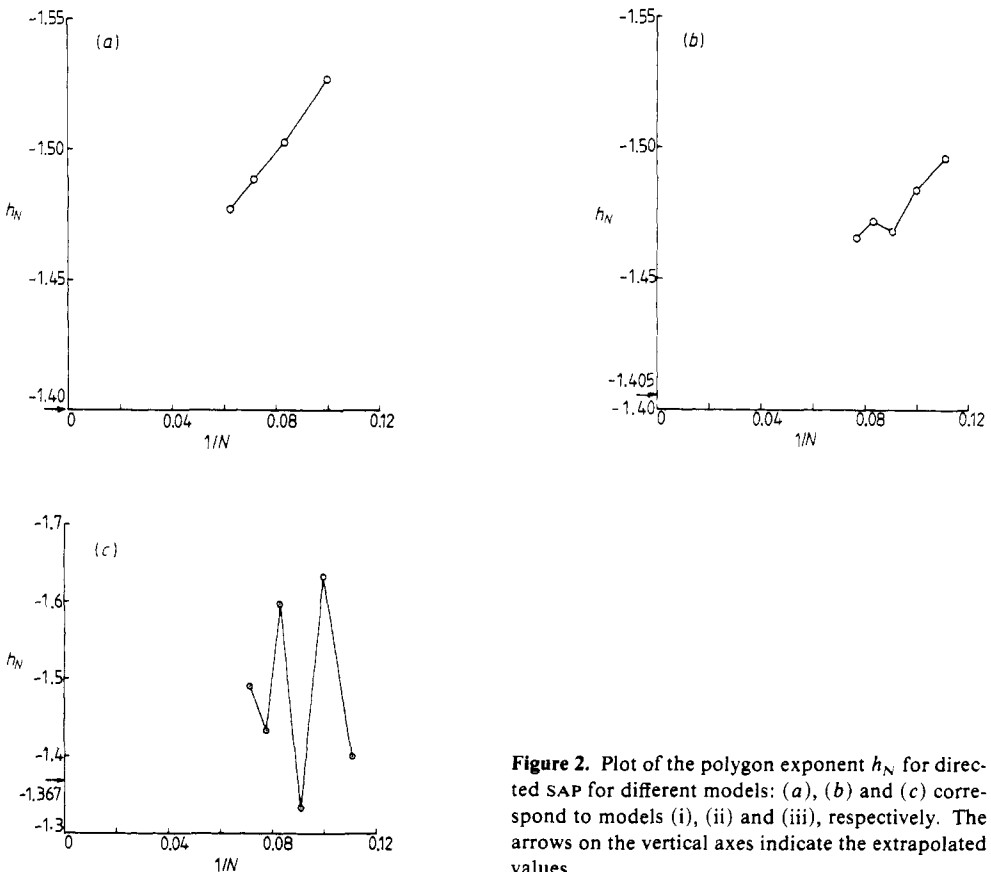 (a)
−1.55
−1.50
h_N
−1.45
−1.40
0 0.04 0.08 0.12
1/N
(b)
−1.55
−1.50
h_N
−1.45
−1.405
−1.40
0 0.04 0.08 0.12
1/N
(c)
−1.7
−1.6
h_N
−1.5
−1.4
−1.367
−1.3
0 0.04 0.08 0.12
1/N
Figure 2. Plot of the polygon exponent h_N for direc-
ted SAP for different models: (a), (b) and (c) corre-
spond to models (i), (ii) and (iii), respectively. The
arrows on the vertical axes indicate the extrapolated
values.